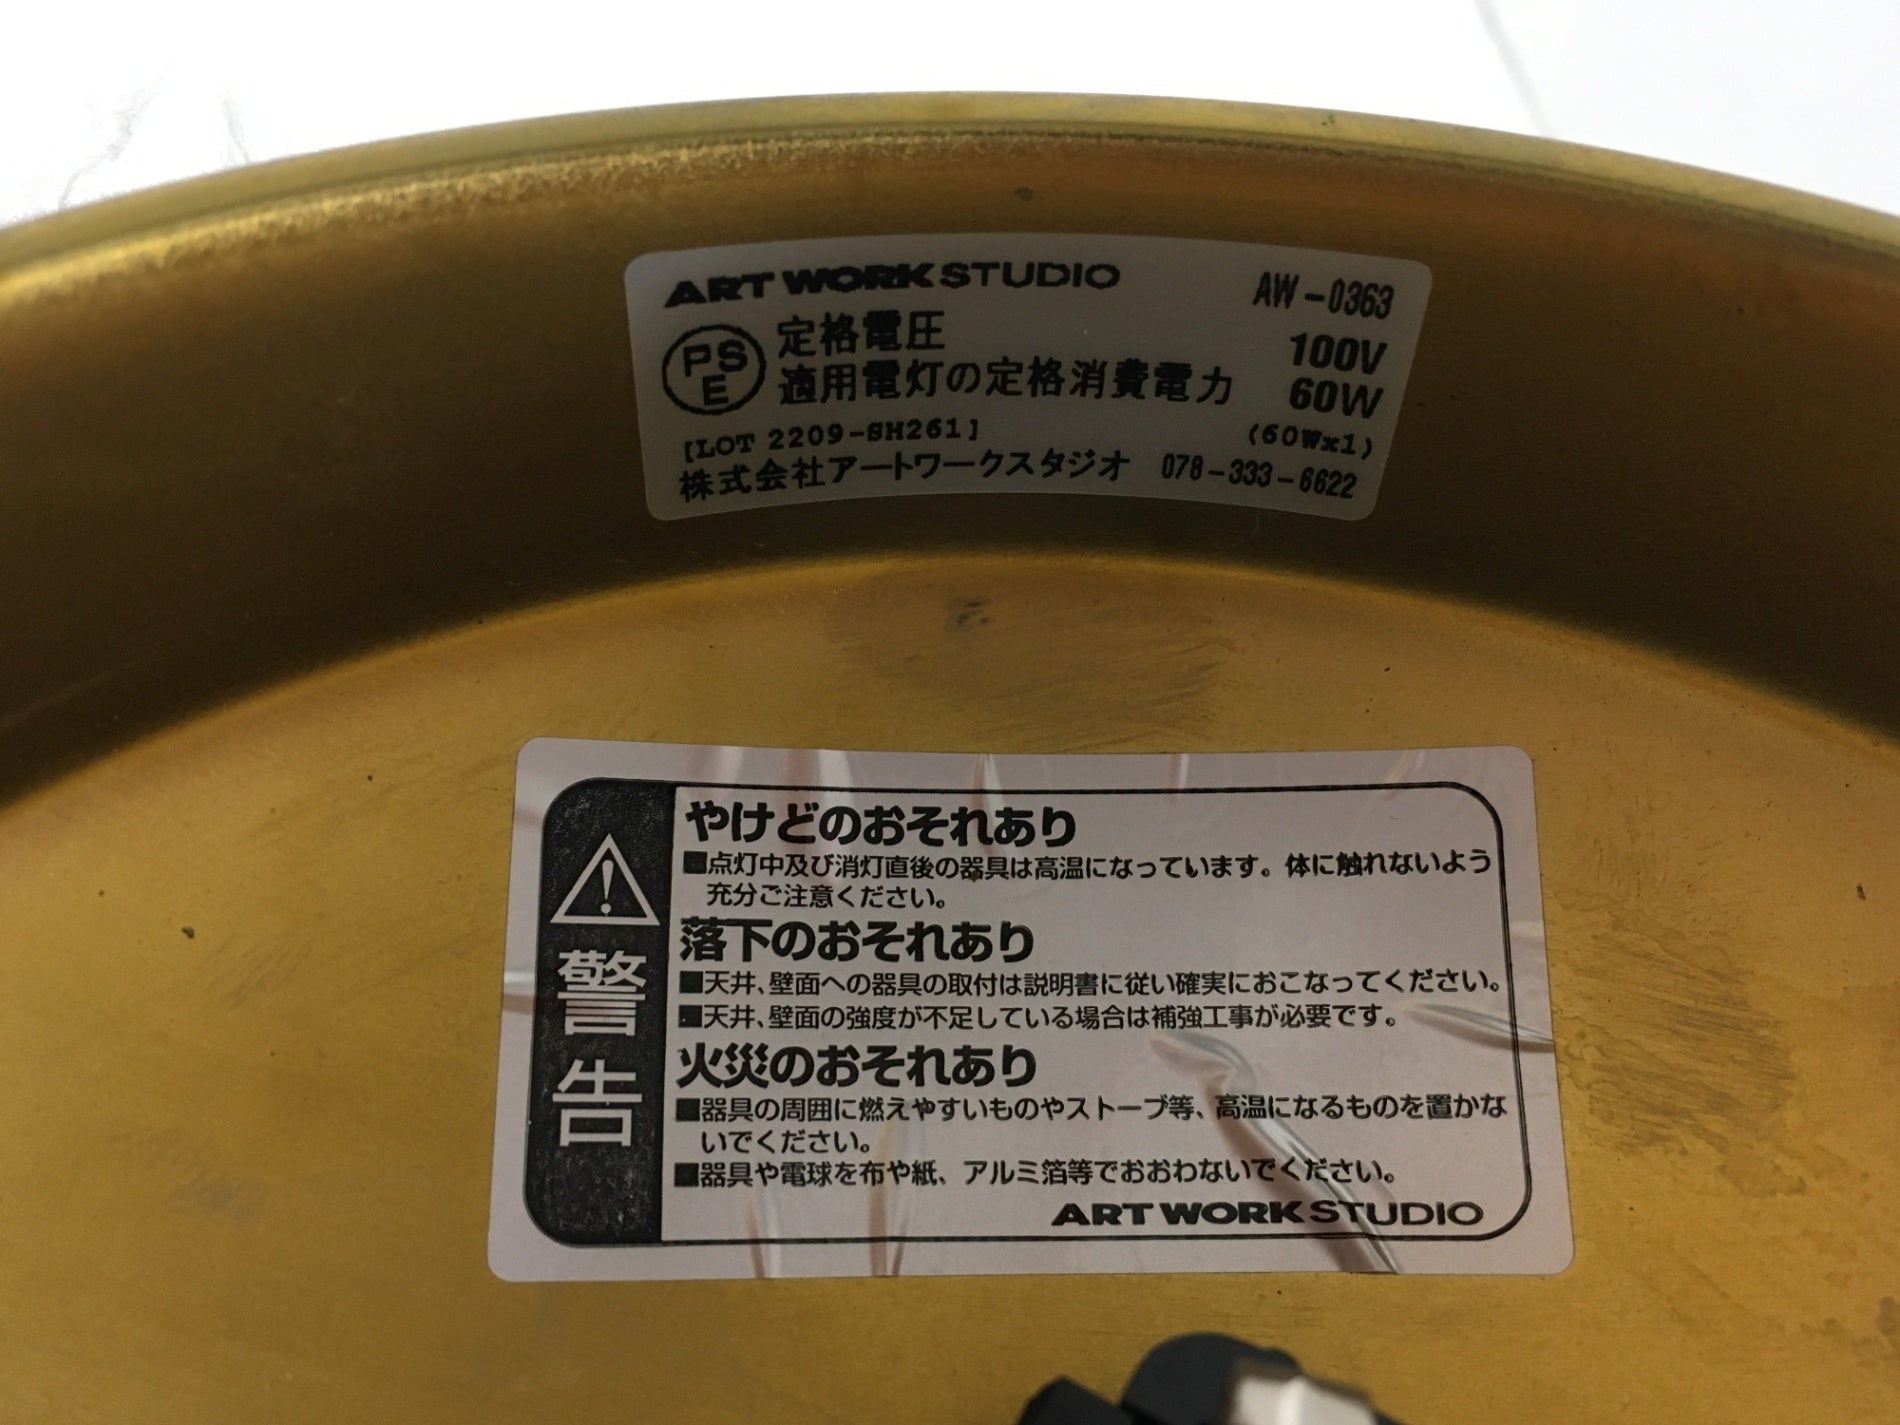 ART WORK STUDIO AW-0363
PSE 定格電圧 100V
適用電灯の定格消費電力 60W
[LOT 2209-SH261] (60Wx1)
株式会社アートワークスタジオ 078-333-6622
警告
やけどのおそれあり
■点灯中及び消灯直後の器具は高温になっています。体に触れないよう
充分ご注意ください。
落下のおそれあり
■天井、壁面への器具の取付は説明書に従い確実におこなってください。
■天井、壁面の強度が不足している場合は補強工事が必要です。
火災のおそれあり
■器具の周囲に燃えやすいものやストーブ等、高温になるものを置かな
いでください。
■器具や電球を布や紙、アルミ箔等でおおわないでください。
ART WORK STUDIO